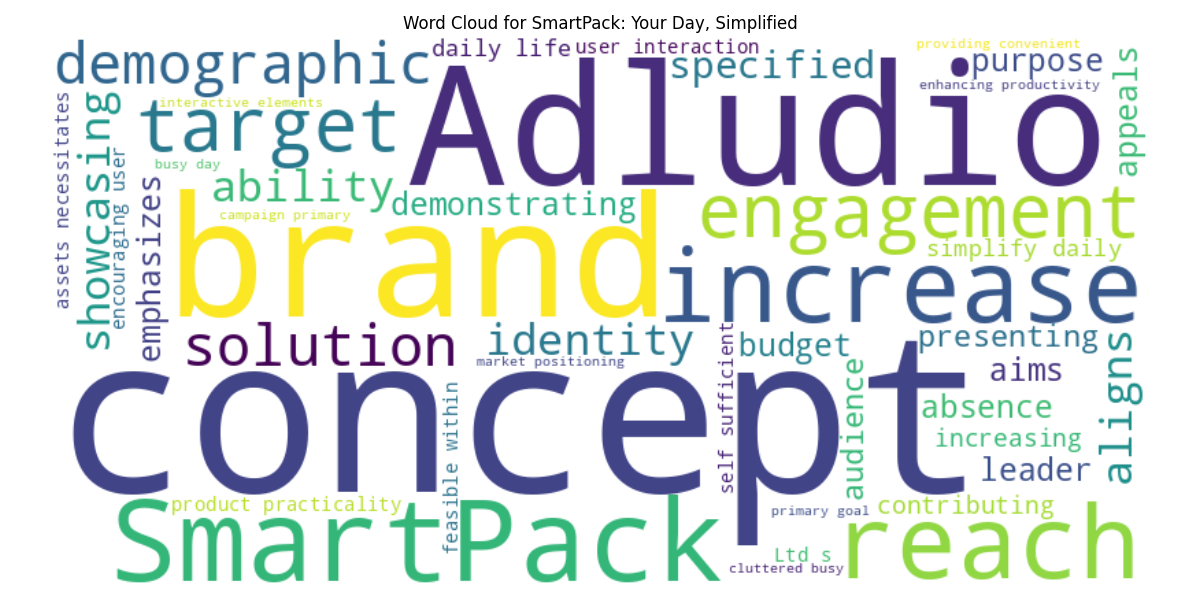 Word Cloud for SmartPack: Your Day, Simplified
demographic
daily life
user interaction
providing convenient
specified
purpose
enhancing productivity
appeals
assets necessitates
showcasing
encouraging user
interactive elements
target
Adludio
busy day
emphasizes
ability
demonstrating
campaign primary
engagement
brand
simplify daily
increase
solution
identity
market positioning
self sufficient
budget
presenting
aims
aligns
concept
audience
absence
increasing
leader
feasible within
product practicality
SmartPack
primary goal
contributing
reach
Ltd s
cluttered busy